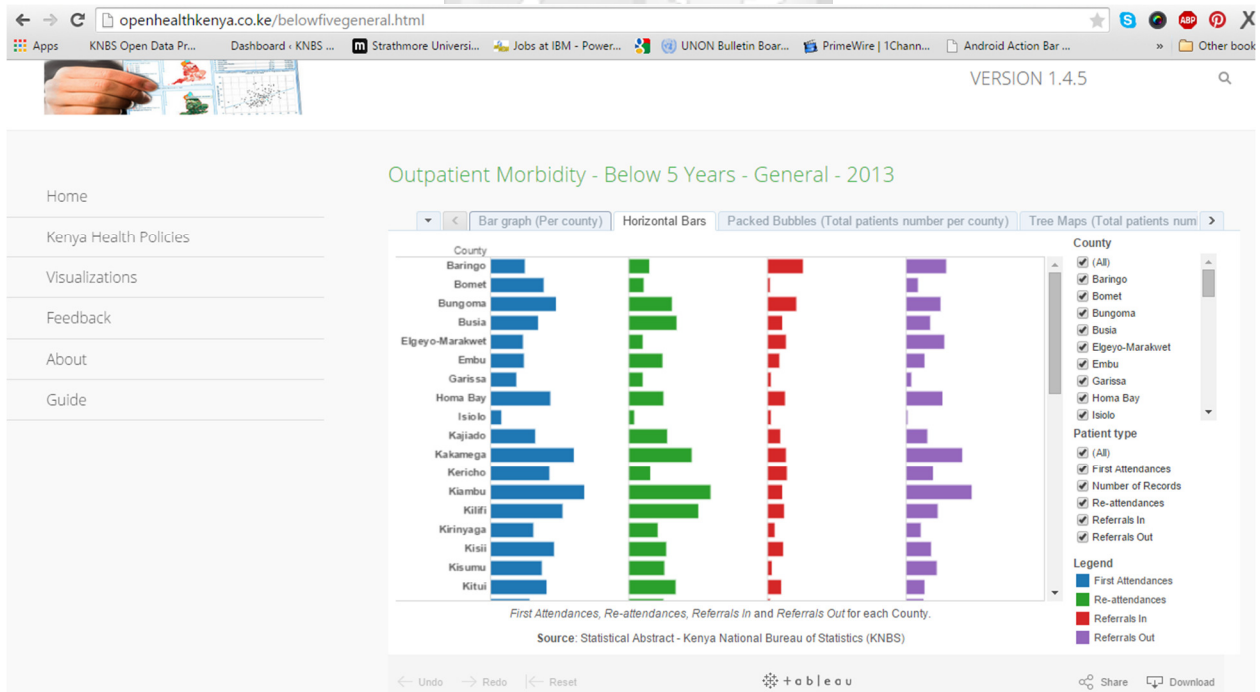 openhealthkenya.co.ke/belowfivegeneral.html
Apps KNBS Open Data Pr... Dashboard ‹ KNBS ... Strathmore Universi... Jobs at IBM - Power... UNON Bulletin Boar... PrimeWire | 1Chann... Android Action Bar ... » Other book
VERSION 1.4.5
Home
Kenya Health Policies
Visualizations
Feedback
About
Guide
Outpatient Morbidity - Below 5 Years - General - 2013
Bar graph (Per county) Horizontal Bars Packed Bubbles (Total patients number per county) Tree Maps (Total patients num
County
Baringo
Bomet
Bungoma
Busia
Elgeyo-Marakwet
Embu
Garissa
Homa Bay
Isiolo
Kajiado
Kakamega
Kericho
Kiambu
Kilifi
Kirinyaga
Kisii
Kisumu
Kitui
County
(All)
Baringo
Bomet
Bungoma
Busia
Elgeyo-Marakwet
Embu
Garissa
Homa Bay
Isiolo
Patient type
(All)
First Attendances
Number of Records
Re-attendances
Referrals In
Referrals Out
Legend
First Attendances
Re-attendances
Referrals In
Referrals Out
First Attendances, Re-attendances, Referrals In and Referrals Out for each County.
Source: Statistical Abstract - Kenya National Bureau of Statistics (KNBS)
Undo Redo Reset
+ a b | e a u
Share Download